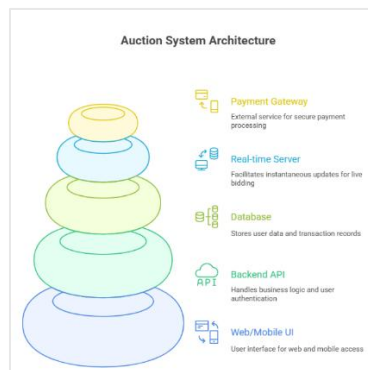 Auction System Architecture
Payment Gateway
External service for secure payment
processing
Real-time Server
Facilitates instantaneous updates for live
bidding
Database
Stores user data and transaction records
Backend API
Handles business logic and user
authentication
API
Web/Mobile UI
User interface for web and mobile access